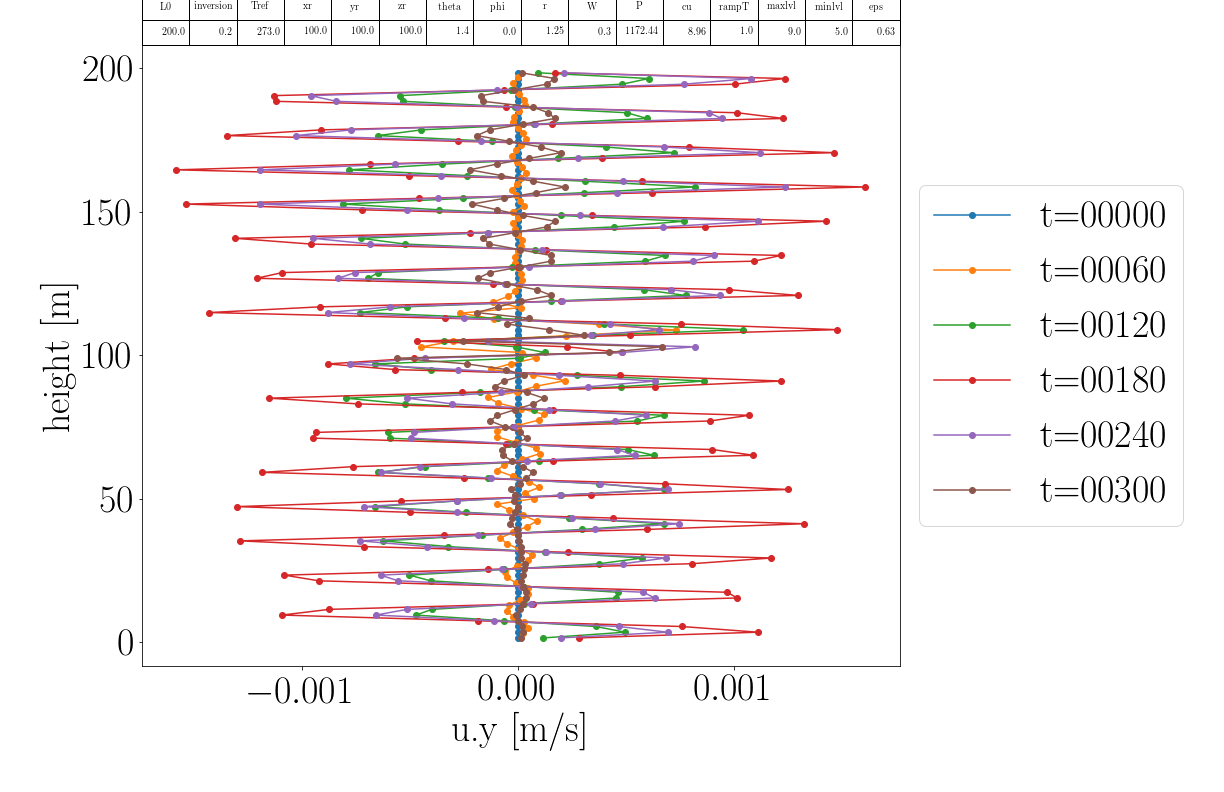 L0 inversion Tref xr yr zr theta phi r W P cu rampT maxlvl minlvl eps
200.0 0.2 273.0 100.0 100.0 100.0 1.4 0.0 1.25 0.3 1172.44 8.96 1.0 9.0 5.0 0.63
200
150
100
50
0
height [m]
−0.001 0.000 0.001
u.y [m/s]
t=00000
t=00060
t=00120
t=00180
t=00240
t=00300